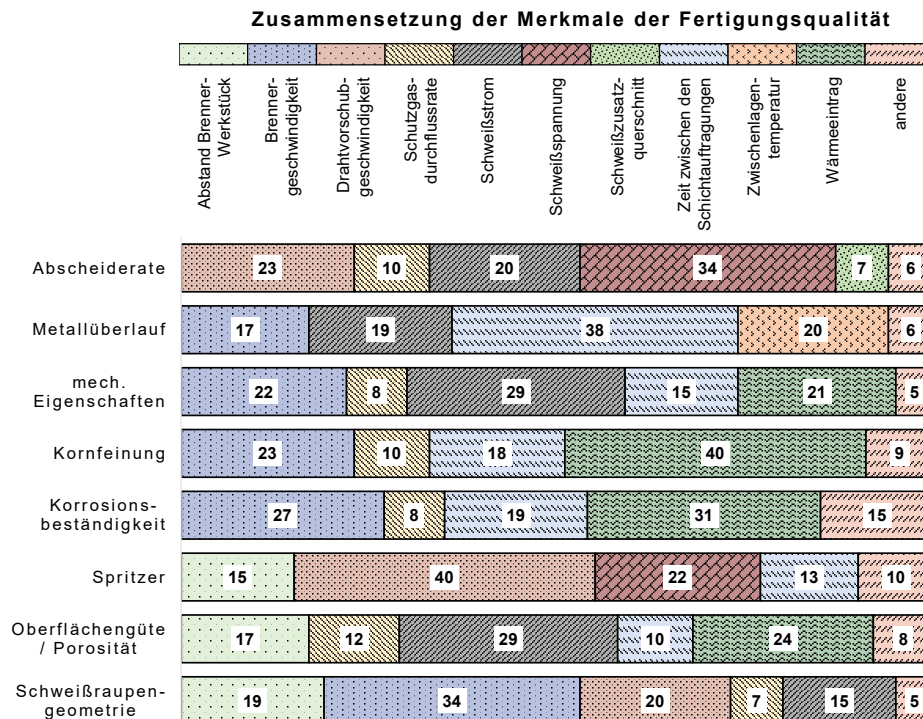 Zusammensetzung der Merkmale der Fertigungsqualität
Abstand Brenner-
Werkstück
Brenner-
geschwindigkeit
Drahtvorschub-
geschwindigkeit
Schutzgas-
durchflussrate
Schweißstrom
Schweißspannung
Schweißzusatz-
querschnitt
Zeit zwischen den
Schichtauftragungen
Zwischenlagen-
temperatur
Wärmeeintrag
andere
Abscheiderate 23 10 20 34 7 6
Metallüberlauf 17 19 38 20 6
mech.
Eigenschaften 22 8 29 15 21 5
Kornfeinung 23 10 18 40 9
Korrosions-
beständigkeit 27 8 19 31 15
Spritzer 15 40 22 13 10
Oberflächengüte
/ Porosität 17 12 29 10 24 8
Schweißraupen-
geometrie 19 34 20 7 15 5